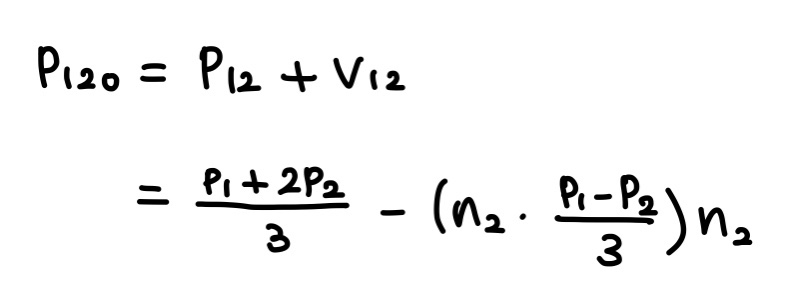 P₁₂₀ = P₁₂ + V₁₂
= (P₁ + 2P₂)/3 − (n₂ · (P₁ − P₂)/3) n₂